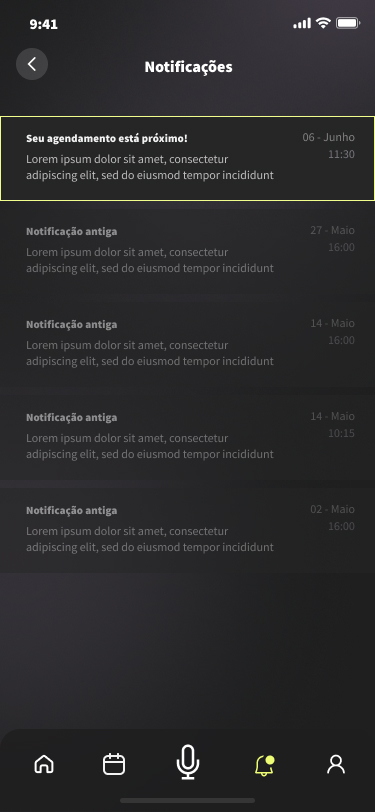 9:41
Notificações
Seu agendamento está próximo!
06 - Junho
Lorem ipsum dolor sit amet, consectetur
11:30
adipiscing elit, sed do eiusmod tempor incididunt
Notificação antiga
27 - Maio
Lorem ipsum dolor sit amet, consectetur
16:00
adipiscing elit, sed do eiusmod tempor incididunt
Notificação antiga
14 - Maio
Lorem ipsum dolor sit amet, consectetur
16:00
adipiscing elit, sed do eiusmod tempor incididunt
Notificação antiga
14 - Maio
Lorem ipsum dolor sit amet, consectetur
10:15
adipiscing elit, sed do eiusmod tempor incididunt
Notificação antiga
02 - Maio
Lorem ipsum dolor sit amet, consectetur
16:00
adipiscing elit, sed do eiusmod tempor incididunt